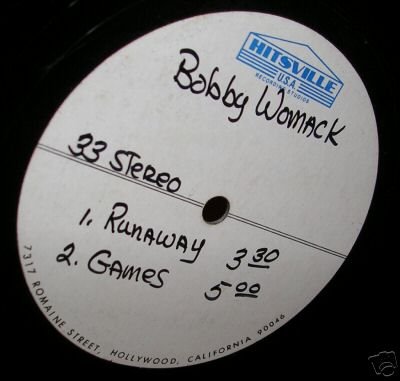 HITSVILLE
U.S.A.
RECORDING STUDIOS
Bobby Womack
33 Stereo
1. Runaway 3 30
2. Games 5 00
7317 ROMAINE STREET, HOLLYWOOD, CALIFORNIA 90046